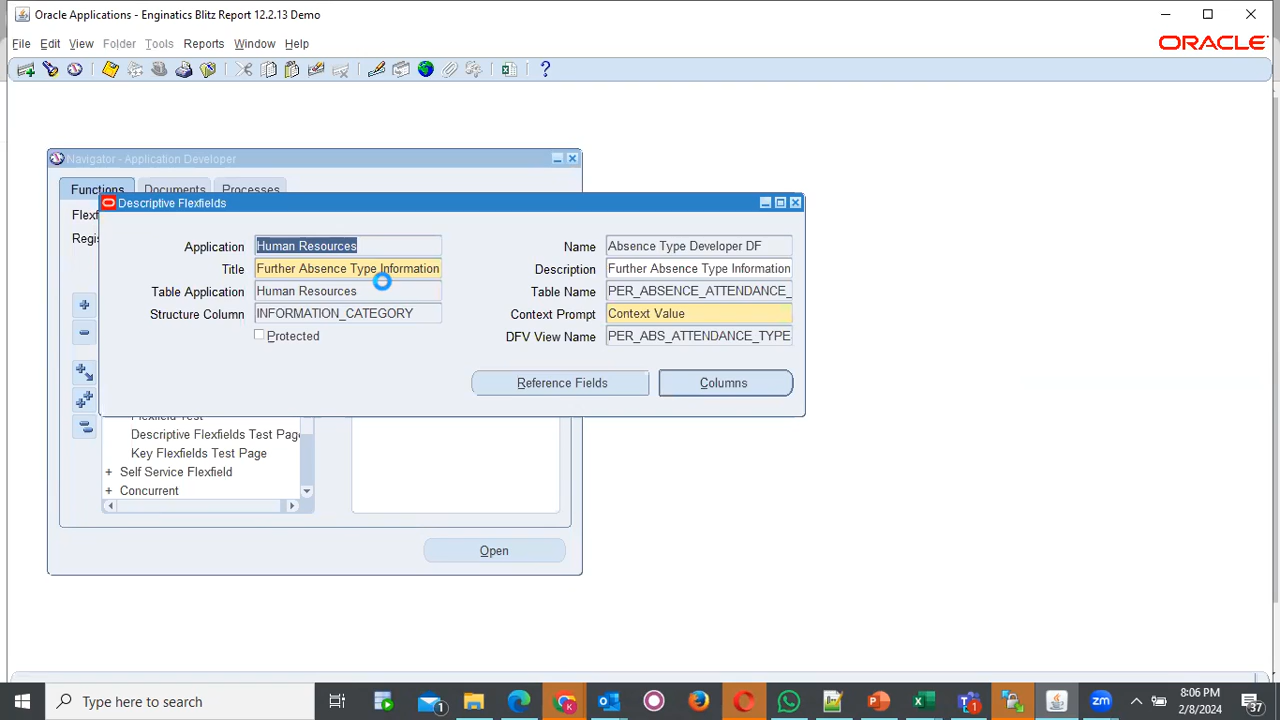 Oracle Applications - Enginatics Blitz Report 12.2.13 Demo
File Edit View Folder Tools Reports Window Help
ORACLE
Navigator - Application Developer
Functions Documents Processes
Descriptive Flexfields
Application Human Resources Name Absence Type Developer DF
Title Further Absence Type Information Description Further Absence Type Information
Table Application Human Resources Table Name PER_ABSENCE_ATTENDANCE_
Structure Column INFORMATION_CATEGORY Context Prompt Context Value
Protected DFV View Name PER_ABS_ATTENDANCE_TYPE
Reference Fields Columns
Descriptive Flexfields Test Page
Key Flexfields Test Page
+ Self Service Flexfield
+ Concurrent
Open
Type here to search
8:06 PM
2/8/2024
37